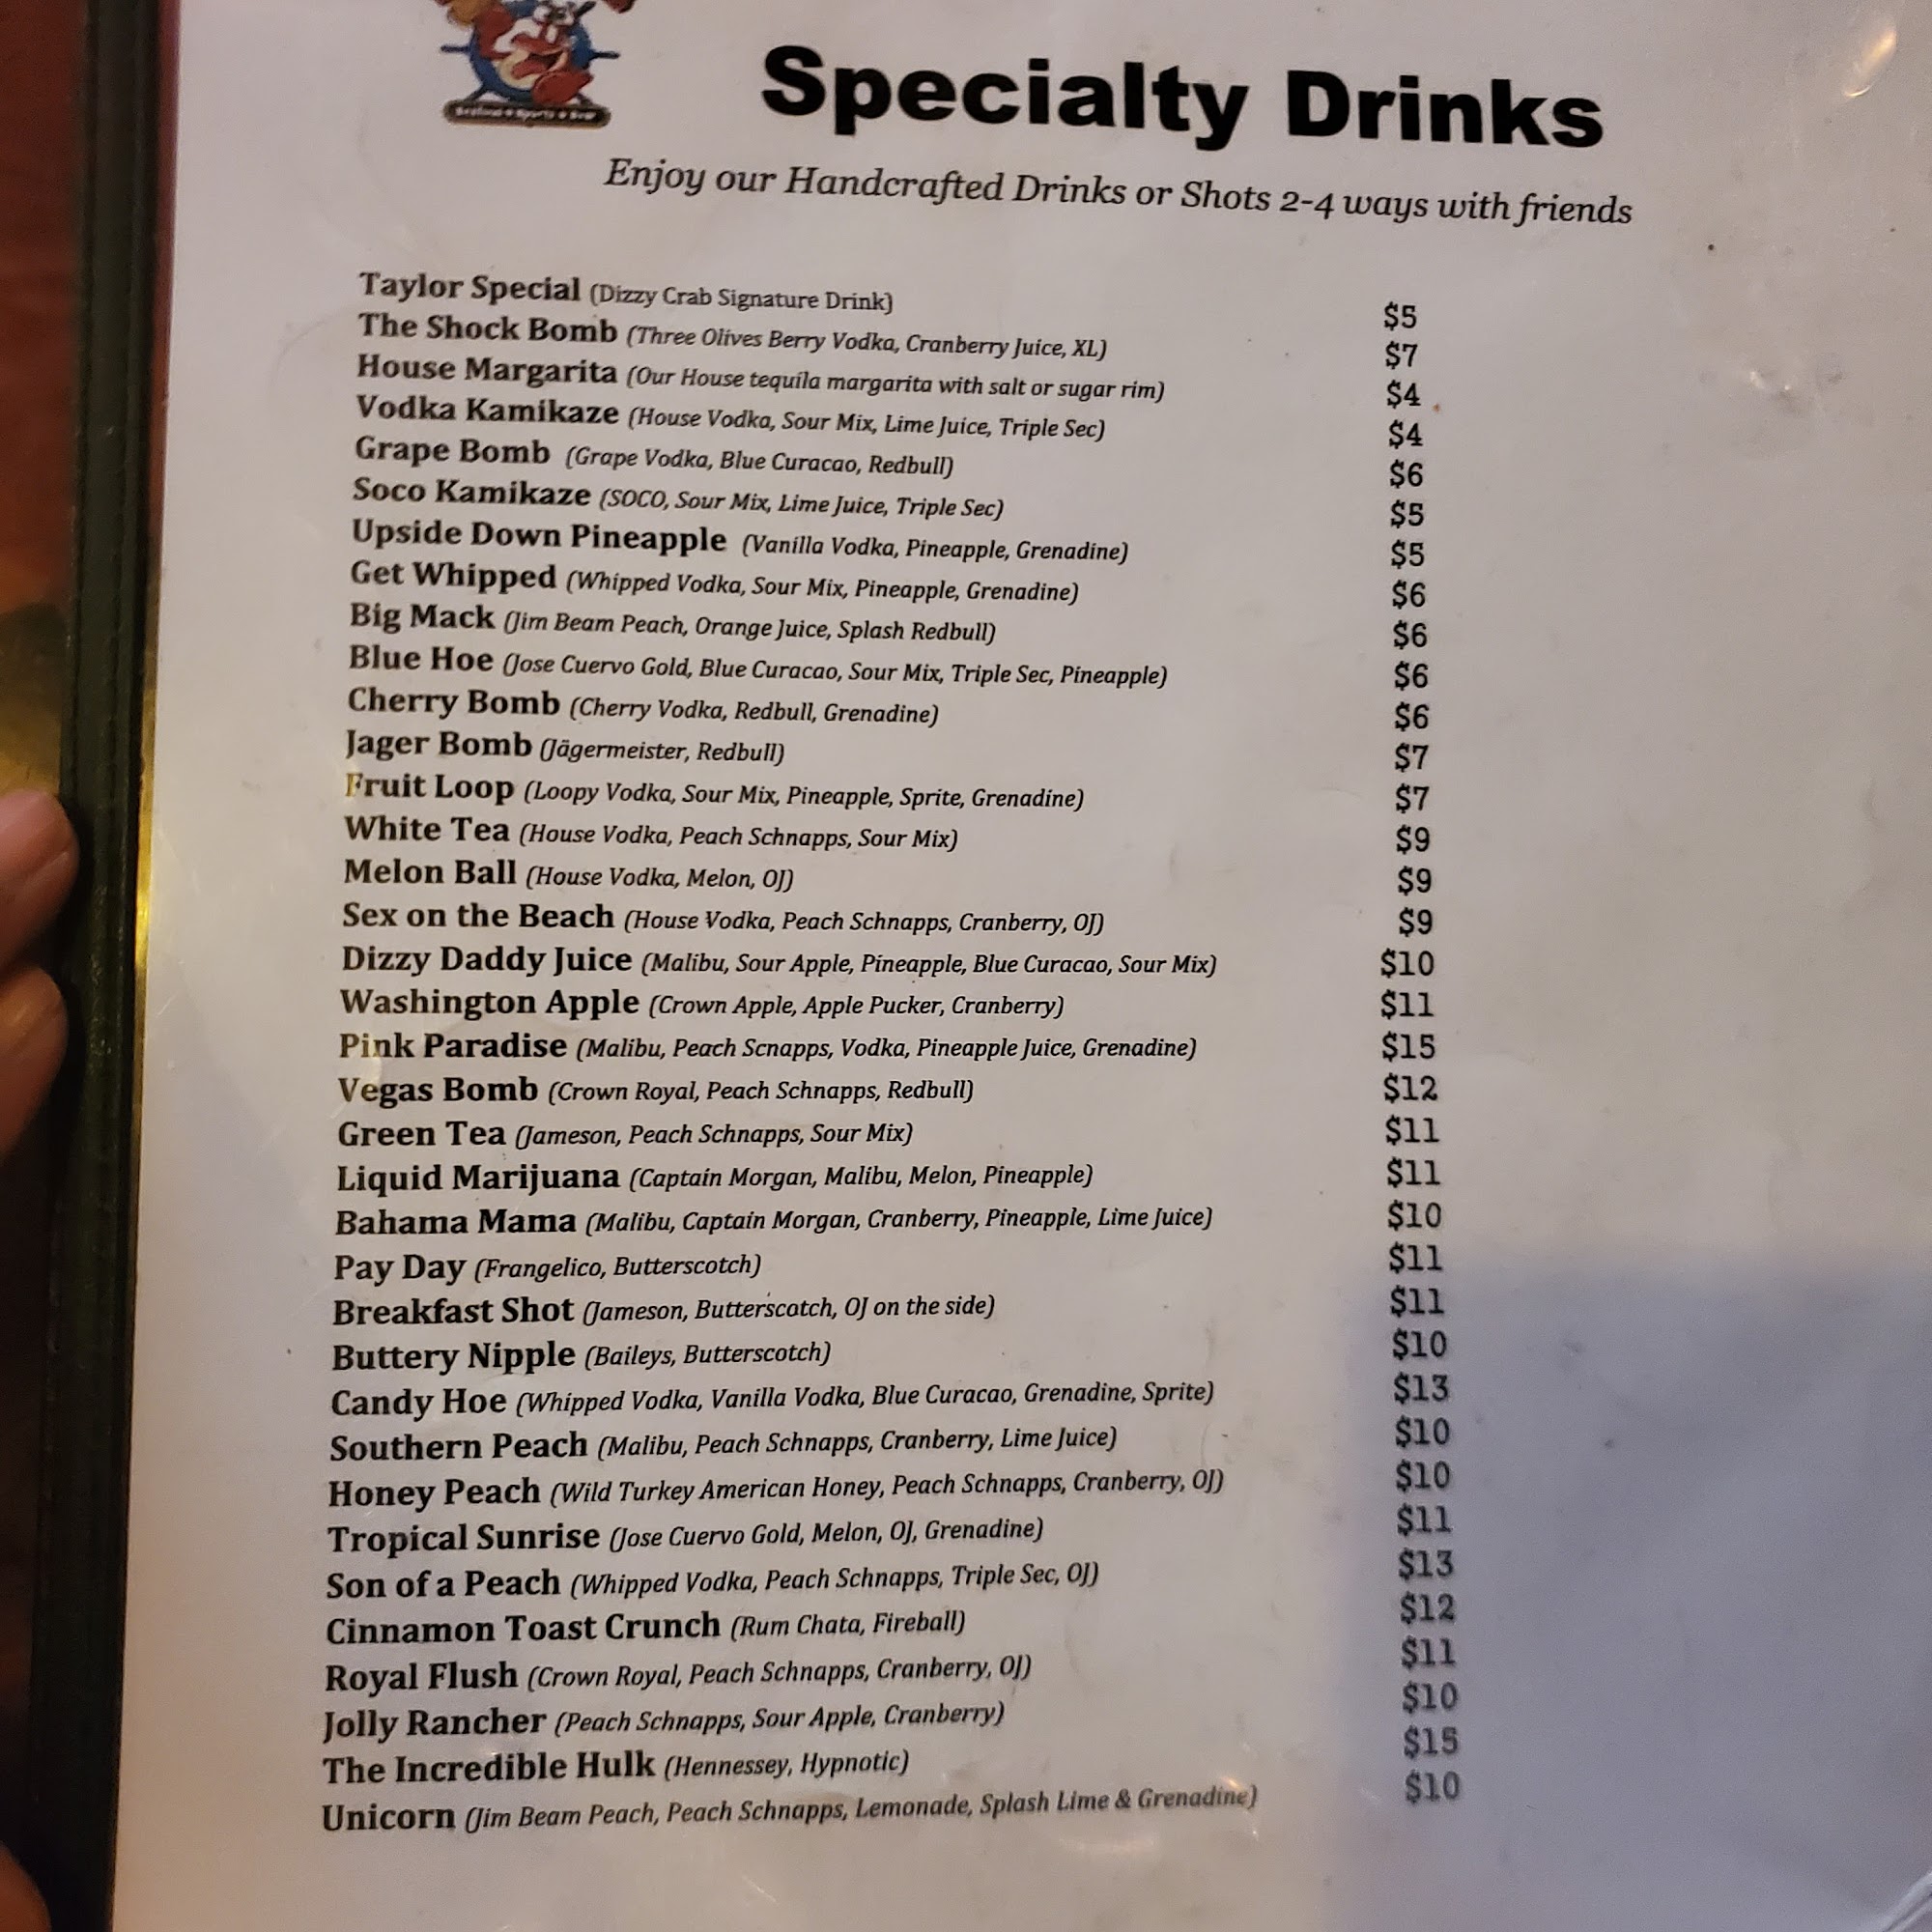 Seafood • Sports • Bar
Specialty Drinks
Enjoy our Handcrafted Drinks or Shots 2-4 ways with friends
Taylor Special (Dizzy Crab Signature Drink) $5
The Shock Bomb (Three Olives Berry Vodka, Cranberry Juice, XL) $7
House Margarita (Our House tequila margarita with salt or sugar rim) $4
Vodka Kamikaze (House Vodka, Sour Mix, Lime Juice, Triple Sec) $4
Grape Bomb (Grape Vodka, Blue Curacao, Redbull) $6
Soco Kamikaze (SOCO, Sour Mix, Lime Juice, Triple Sec) $5
Upside Down Pineapple (Vanilla Vodka, Pineapple, Grenadine) $5
Get Whipped (Whipped Vodka, Sour Mix, Pineapple, Grenadine) $6
Big Mack (Jim Beam Peach, Orange Juice, Splash Redbull) $6
Blue Hoe (Jose Cuervo Gold, Blue Curacao, Sour Mix, Triple Sec, Pineapple) $6
Cherry Bomb (Cherry Vodka, Redbull, Grenadine) $6
Jager Bomb (Jägermeister, Redbull) $7
Fruit Loop (Loopy Vodka, Sour Mix, Pineapple, Sprite, Grenadine) $7
White Tea (House Vodka, Peach Schnapps, Sour Mix) $9
Melon Ball (House Vodka, Melon, OJ) $9
Sex on the Beach (House Vodka, Peach Schnapps, Cranberry, OJ) $9
Dizzy Daddy Juice (Malibu, Sour Apple, Pineapple, Blue Curacao, Sour Mix) $10
Washington Apple (Crown Apple, Apple Pucker, Cranberry) $11
Pink Paradise (Malibu, Peach Scnapps, Vodka, Pineapple Juice, Grenadine) $15
Vegas Bomb (Crown Royal, Peach Schnapps, Redbull) $12
Green Tea (Jameson, Peach Schnapps, Sour Mix) $11
Liquid Marijuana (Captain Morgan, Malibu, Melon, Pineapple) $11
Bahama Mama (Malibu, Captain Morgan, Cranberry, Pineapple, Lime Juice) $10
Pay Day (Frangelico, Butterscotch) $11
Breakfast Shot (Jameson, Butterscotch, OJ on the side) $11
Buttery Nipple (Baileys, Butterscotch) $10
Candy Hoe (Whipped Vodka, Vanilla Vodka, Blue Curacao, Grenadine, Sprite) $13
Southern Peach (Malibu, Peach Schnapps, Cranberry, Lime Juice) $10
Honey Peach (Wild Turkey American Honey, Peach Schnapps, Cranberry, OJ) $10
Tropical Sunrise (Jose Cuervo Gold, Melon, OJ, Grenadine) $11
Son of a Peach (Whipped Vodka, Peach Schnapps, Triple Sec, OJ) $13
Cinnamon Toast Crunch (Rum Chata, Fireball) $12
Royal Flush (Crown Royal, Peach Schnapps, Cranberry, OJ) $11
Jolly Rancher (Peach Schnapps, Sour Apple, Cranberry) $10
The Incredible Hulk (Hennessey, Hypnotic) $15
Unicorn (Jim Beam Peach, Peach Schnapps, Lemonade, Splash Lime & Grenadine) $10